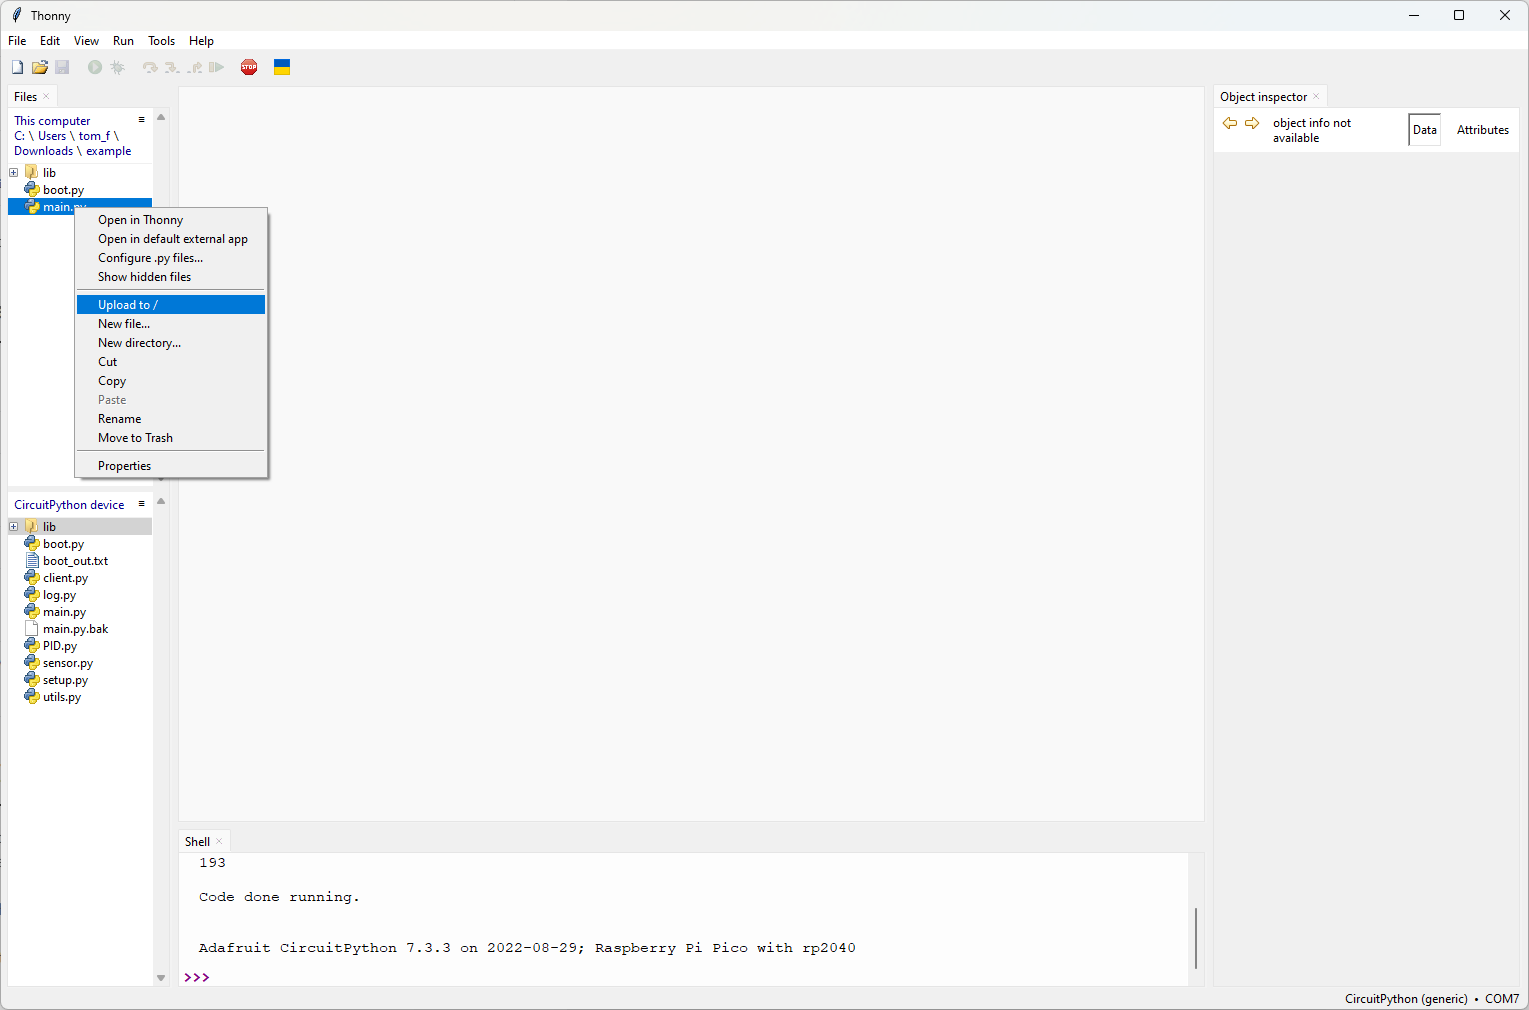 Thonny
File Edit View Run Tools Help
STOP
Files
This computer
C: \ Users \ tom_f \
Downloads \ example
lib
boot.py
main.py
Open in Thonny
Open in default external app
Configure .py files...
Show hidden files
Upload to /
New file...
New directory...
Cut
Copy
Paste
Rename
Move to Trash
Properties
CircuitPython device
lib
boot.py
boot_out.txt
client.py
log.py
main.py
main.py.bak
PID.py
sensor.py
setup.py
utils.py
Shell
193
Code done running.
Adafruit CircuitPython 7.3.3 on 2022-08-29; Raspberry Pi Pico with rp2040
>>>
Object inspector
object info not
available
Data
Attributes
CircuitPython (generic) • COM7